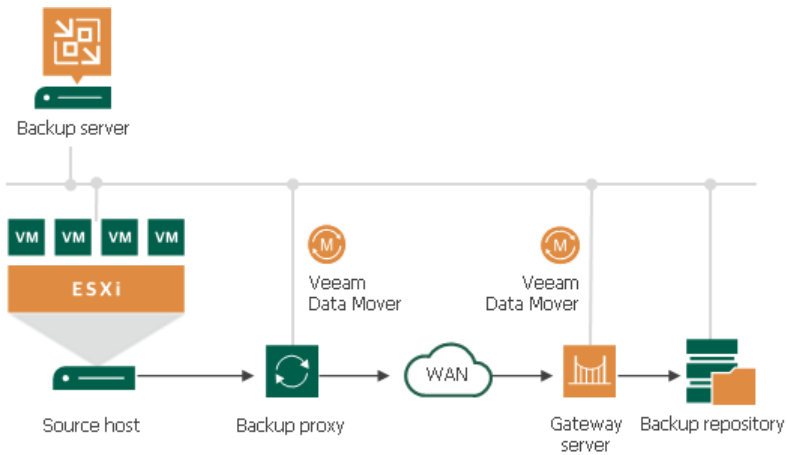 Backup server
VM VM VM VM
ESXi
M
Veeam
Data Mover
M
Veeam
Data Mover
WAN
Source host
Backup proxy
Gateway
server
Backup repository